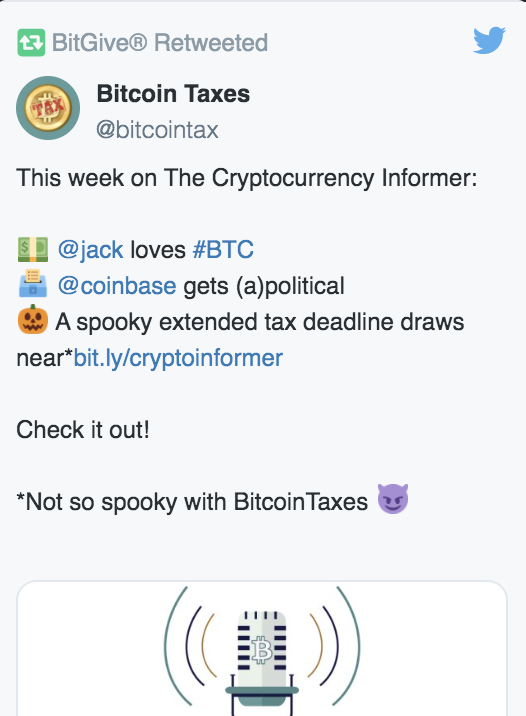 BitGive® Retweeted
TAX
Bitcoin Taxes
@bitcointax
This week on The Cryptocurrency Informer:
💵 @jack loves #BTC
🗳 @coinbase gets (a)political
🎃 A spooky extended tax deadline draws
near*bit.ly/cryptoinformer
Check it out!
*Not so spooky with BitcoinTaxes 😈